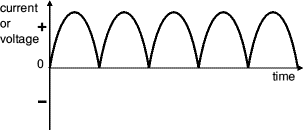 current
or
voltage
+
0
time
−